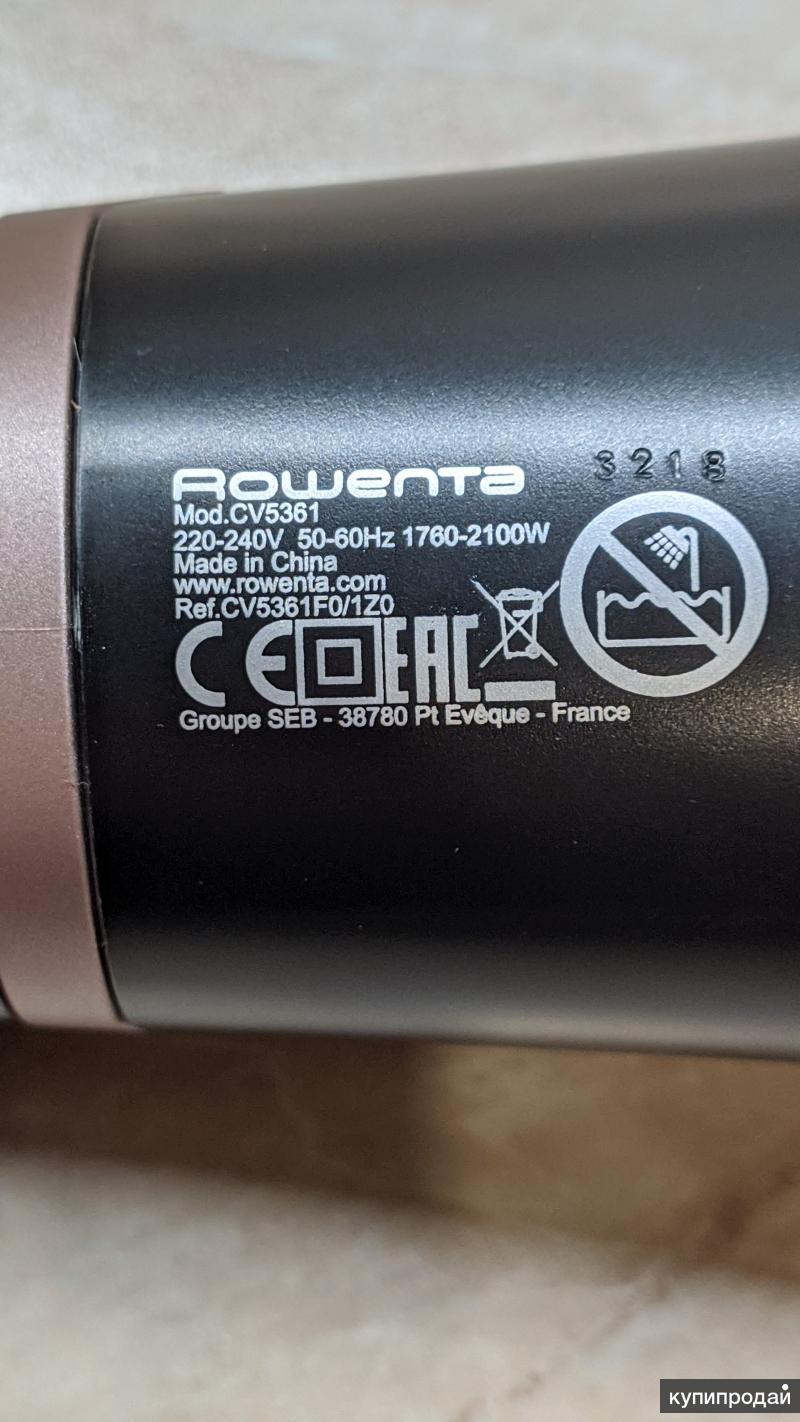 Rowenta
3218
Mod.CV5361
220-240V 50-60Hz 1760-2100W
Made in China
www.rowenta.com
Ref.CV5361F0/1Z0
CE EAC
Groupe SEB - 38780 Pt Evêque - France
купипродай